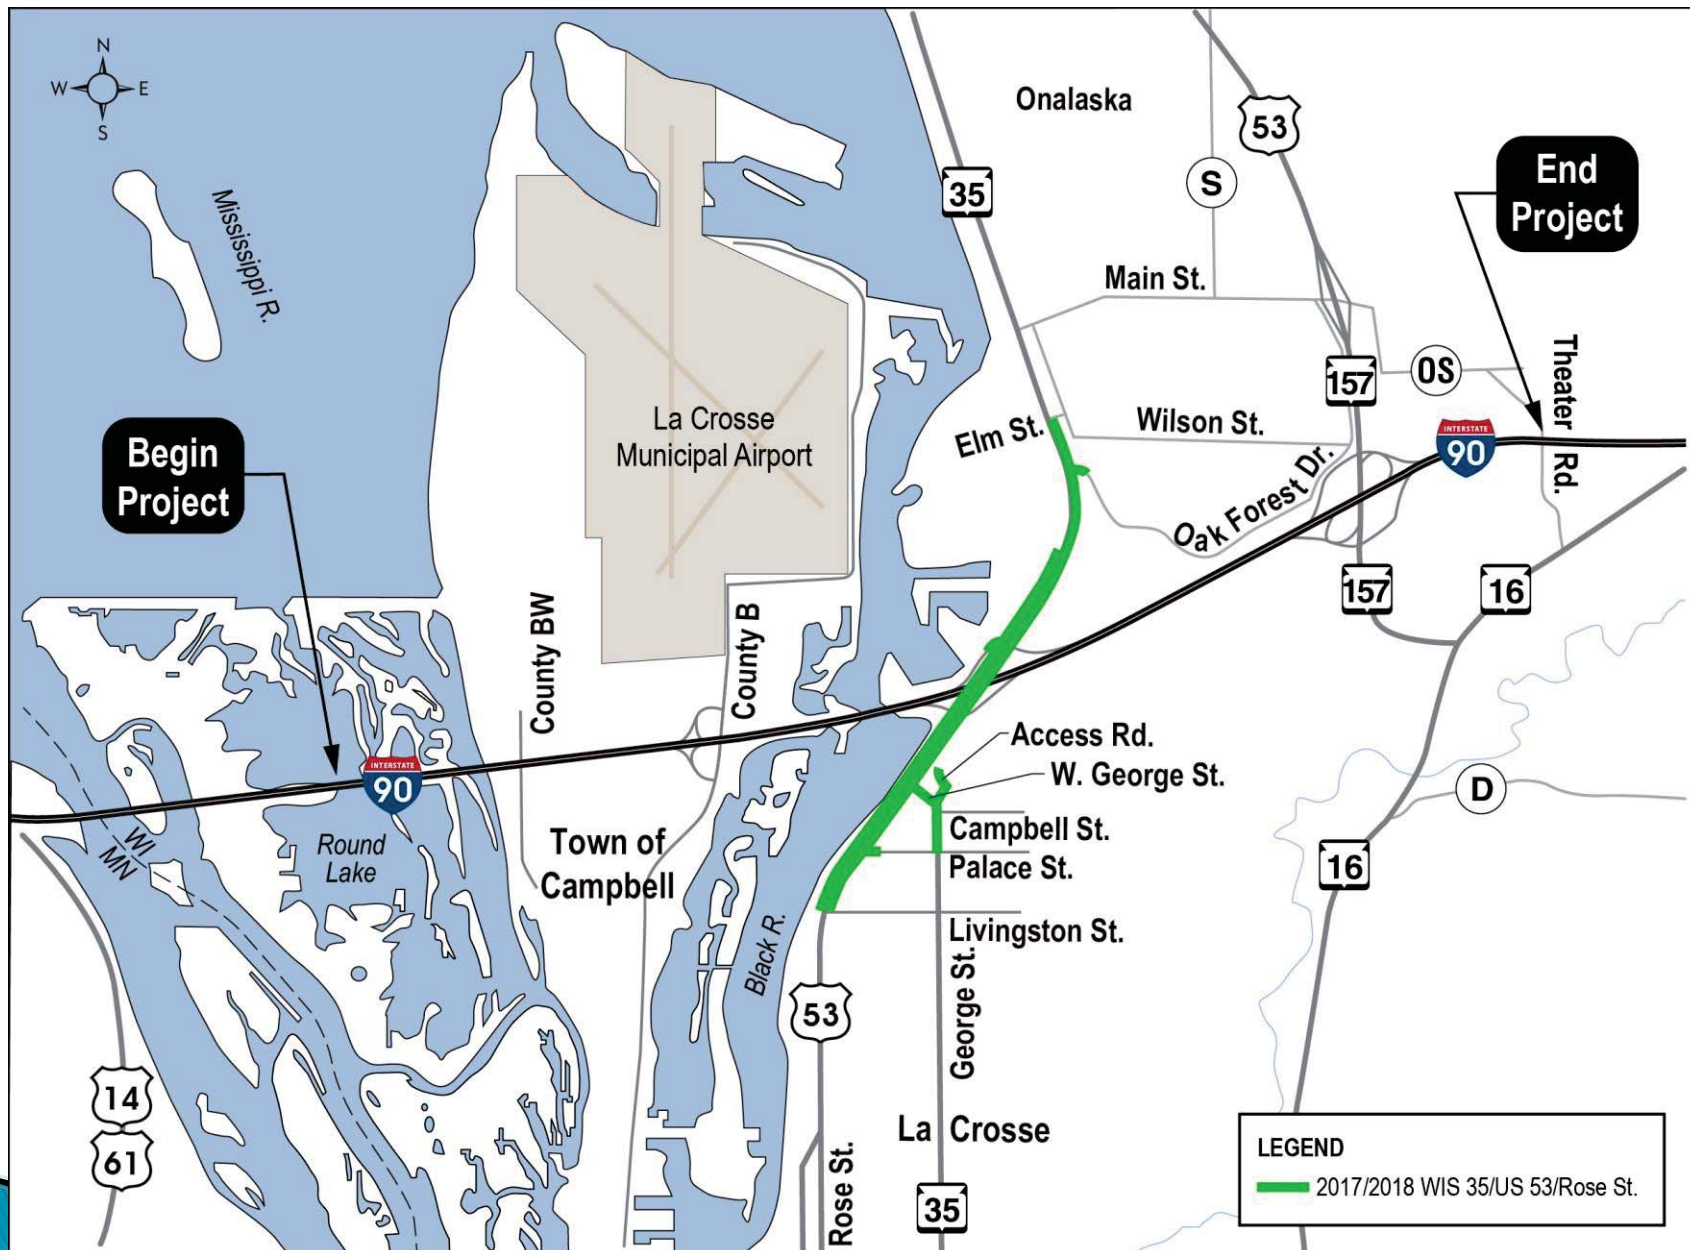 N
W E
S
Mississippi R.
Onalaska
53
S
35
End
Project
Main St.
Theater Rd.
OS
157
La Crosse
Municipal Airport
Elm St.
Wilson St.
INTERSTATE
90
Begin
Project
Oak Forest Dr.
157
16
County BW
County B
Access Rd.
W. George St.
INTERSTATE
90
D
WI
MN
Round
Lake
Town of
Campbell
Campbell St.
Palace St.
16
Livingston St.
Black R.
53
George St.
14
61
La Crosse
Rose St.
35
LEGEND
2017/2018 WIS 35/US 53/Rose St.